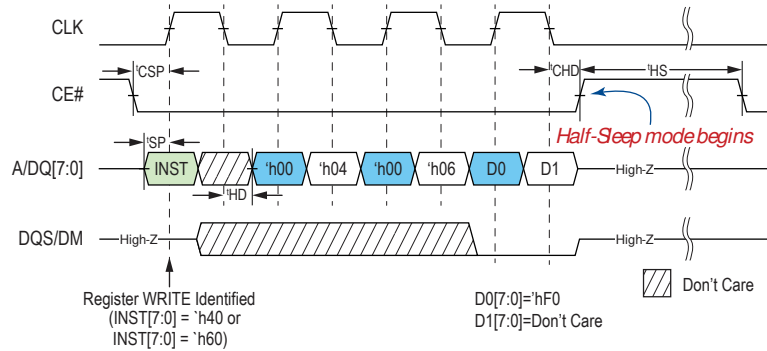 CLK
tCSP
tCHD
tHS
CE#
Half-Sleep mode begins
tSP
A/DQ[7:0]
INST
'h00
'h04
'h00
'h06
D0
D1
High-Z
tHD
DQS/DM
High-Z
High-Z
Don't Care
Register WRITE Identified
(INST[7:0] = `h40 or
INST[7:0] = `h60)
D0[7:0]='hF0
D1[7:0]=Don't Care